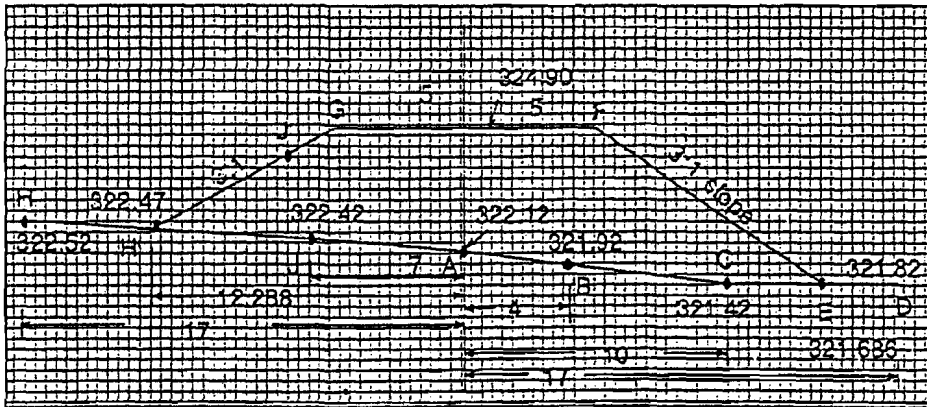 324.90
5 5
G F
J
3-1
3-1 slope
H 322.47 322.42 322.12
321.92
C 321.82
322.52 H' J 7 A B 321.42 E D
12.288 4
17 10 321.686
17